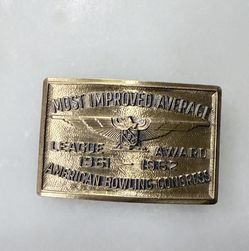 MOST IMPROVED AVERAGE
LEAGUE AWARD
1961 - 1962
AMERICAN BOWLING CONGRESS